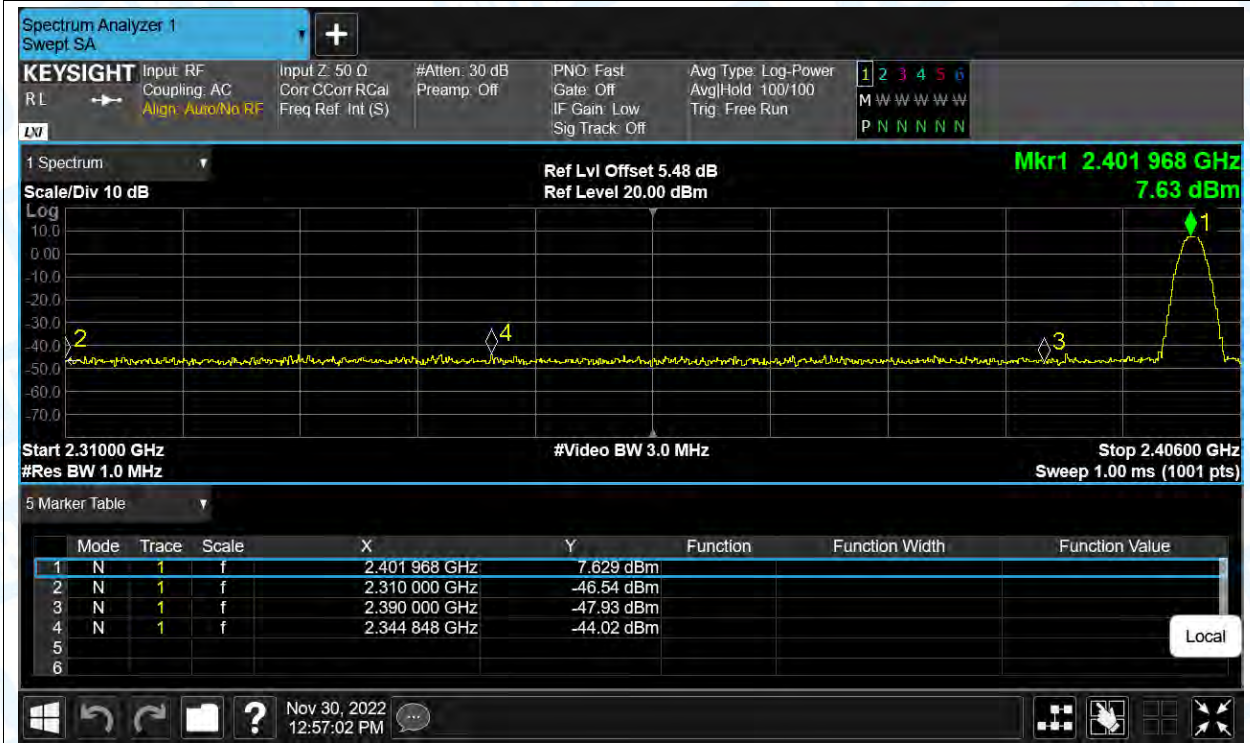 Spectrum Analyzer 1
Swept SA
+
KEYSIGHT
R L
LXI
Input: RF
Coupling: AC
Align: Auto/No RF
Input Z: 50 Ω
Corr CCorr RCal
Freq Ref: Int (S)
#Atten: 30 dB
Preamp: Off
PNO: Fast
Gate: Off
IF Gain: Low
Sig Track: Off
Avg Type: Log-Power
Avg|Hold: 100/100
Trig: Free Run
1 2 3 4 5 6
M W W W W W W
P N N N N N N
1 Spectrum
Scale/Div 10 dB
Ref Lvl Offset 5.48 dB
Ref Level 20.00 dBm
Mkr1 2.401 968 GHz
7.63 dBm
Log
10.0
0.00
-10.0
-20.0
-30.0
-40.0
-50.0
-60.0
-70.0
1
2
4
3
Start 2.31000 GHz
#Res BW 1.0 MHz
#Video BW 3.0 MHz
Stop 2.40600 GHz
Sweep 1.00 ms (1001 pts)
5 Marker Table
Mode Trace Scale X Y Function Function Width Function Value
1 N 1 f 2.401 968 GHz 7.629 dBm
2 N 1 f 2.310 000 GHz -46.54 dBm
3 N 1 f 2.390 000 GHz -47.93 dBm
4 N 1 f 2.344 848 GHz -44.02 dBm
5
6
Local
?
Nov 30, 2022
12:57:02 PM